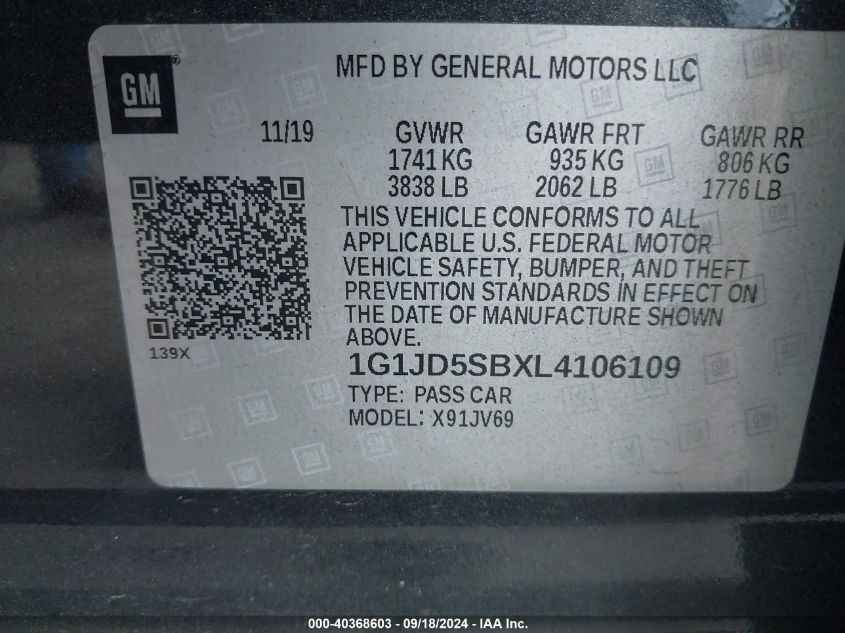 GM
MFD BY GENERAL MOTORS LLC
11/19 GVWR GAWR FRT GAWR RR
1741 KG 935 KG 806 KG
3838 LB 2062 LB 1776 LB
THIS VEHICLE CONFORMS TO ALL
APPLICABLE U.S. FEDERAL MOTOR
VEHICLE SAFETY, BUMPER, AND THEFT
PREVENTION STANDARDS IN EFFECT ON
THE DATE OF MANUFACTURE SHOWN
ABOVE.
139X
1G1JD5SBXL4106109
TYPE: PASS CAR
MODEL: X91JV69
000-40368603 - 09/18/2024 - IAA Inc.